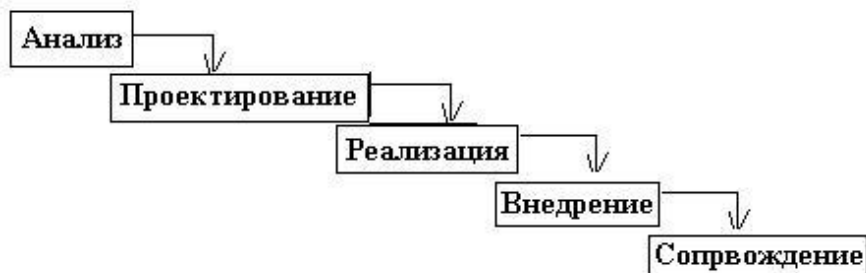 Анализ
Проектирование
Реализация
Внедрение
Сопрвождение